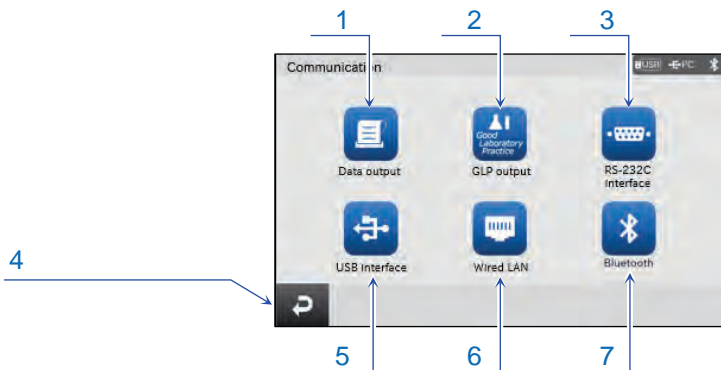 1 2 3
Communication
USB PC
Good
Laboratory
Practice
Data output GLP output RS-232C
Interface
4
USB interface Wired LAN Bluetooth
5 6 7